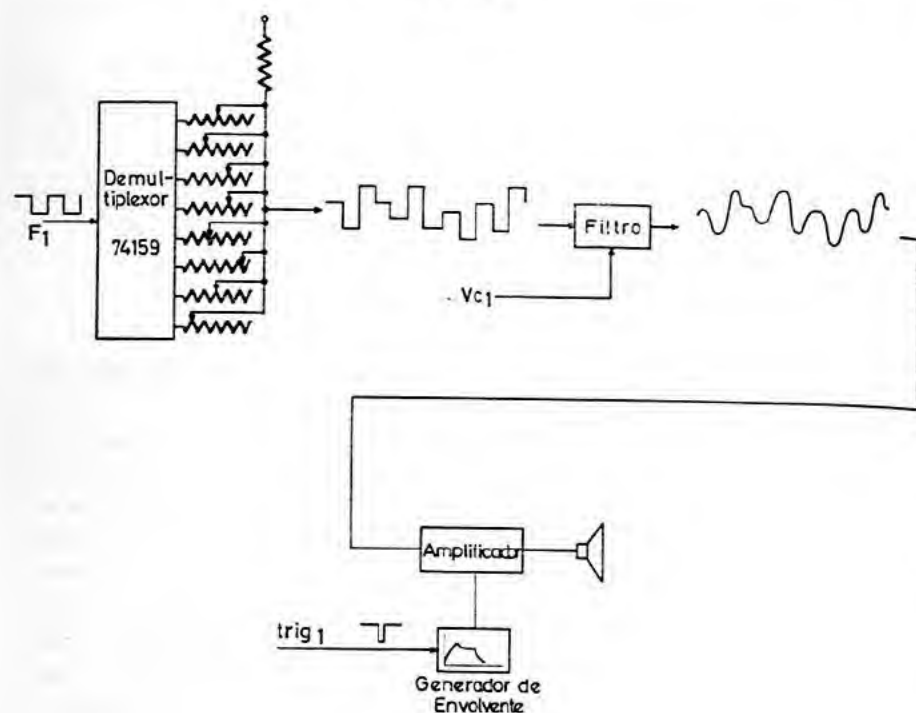 Demul-
tiplexor
74159
F1
Filtro
Vc1
Amplificador
trig1
Generador de
Envolvente